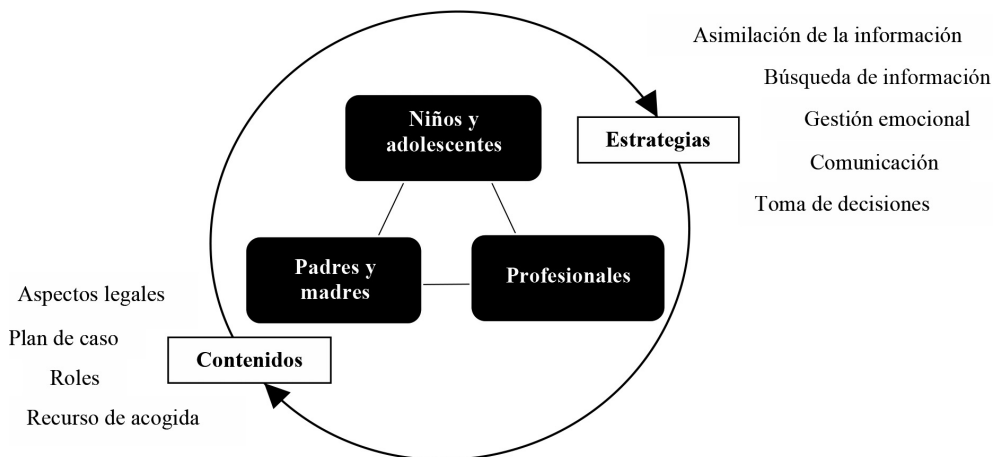 Asimilación de la información
Búsqueda de información
Gestión emocional
Comunicación
Toma de decisiones
Estrategias
Niños y
adolescentes
Padres y
madres
Profesionales
Aspectos legales
Plan de caso
Roles
Recurso de acogida
Contenidos